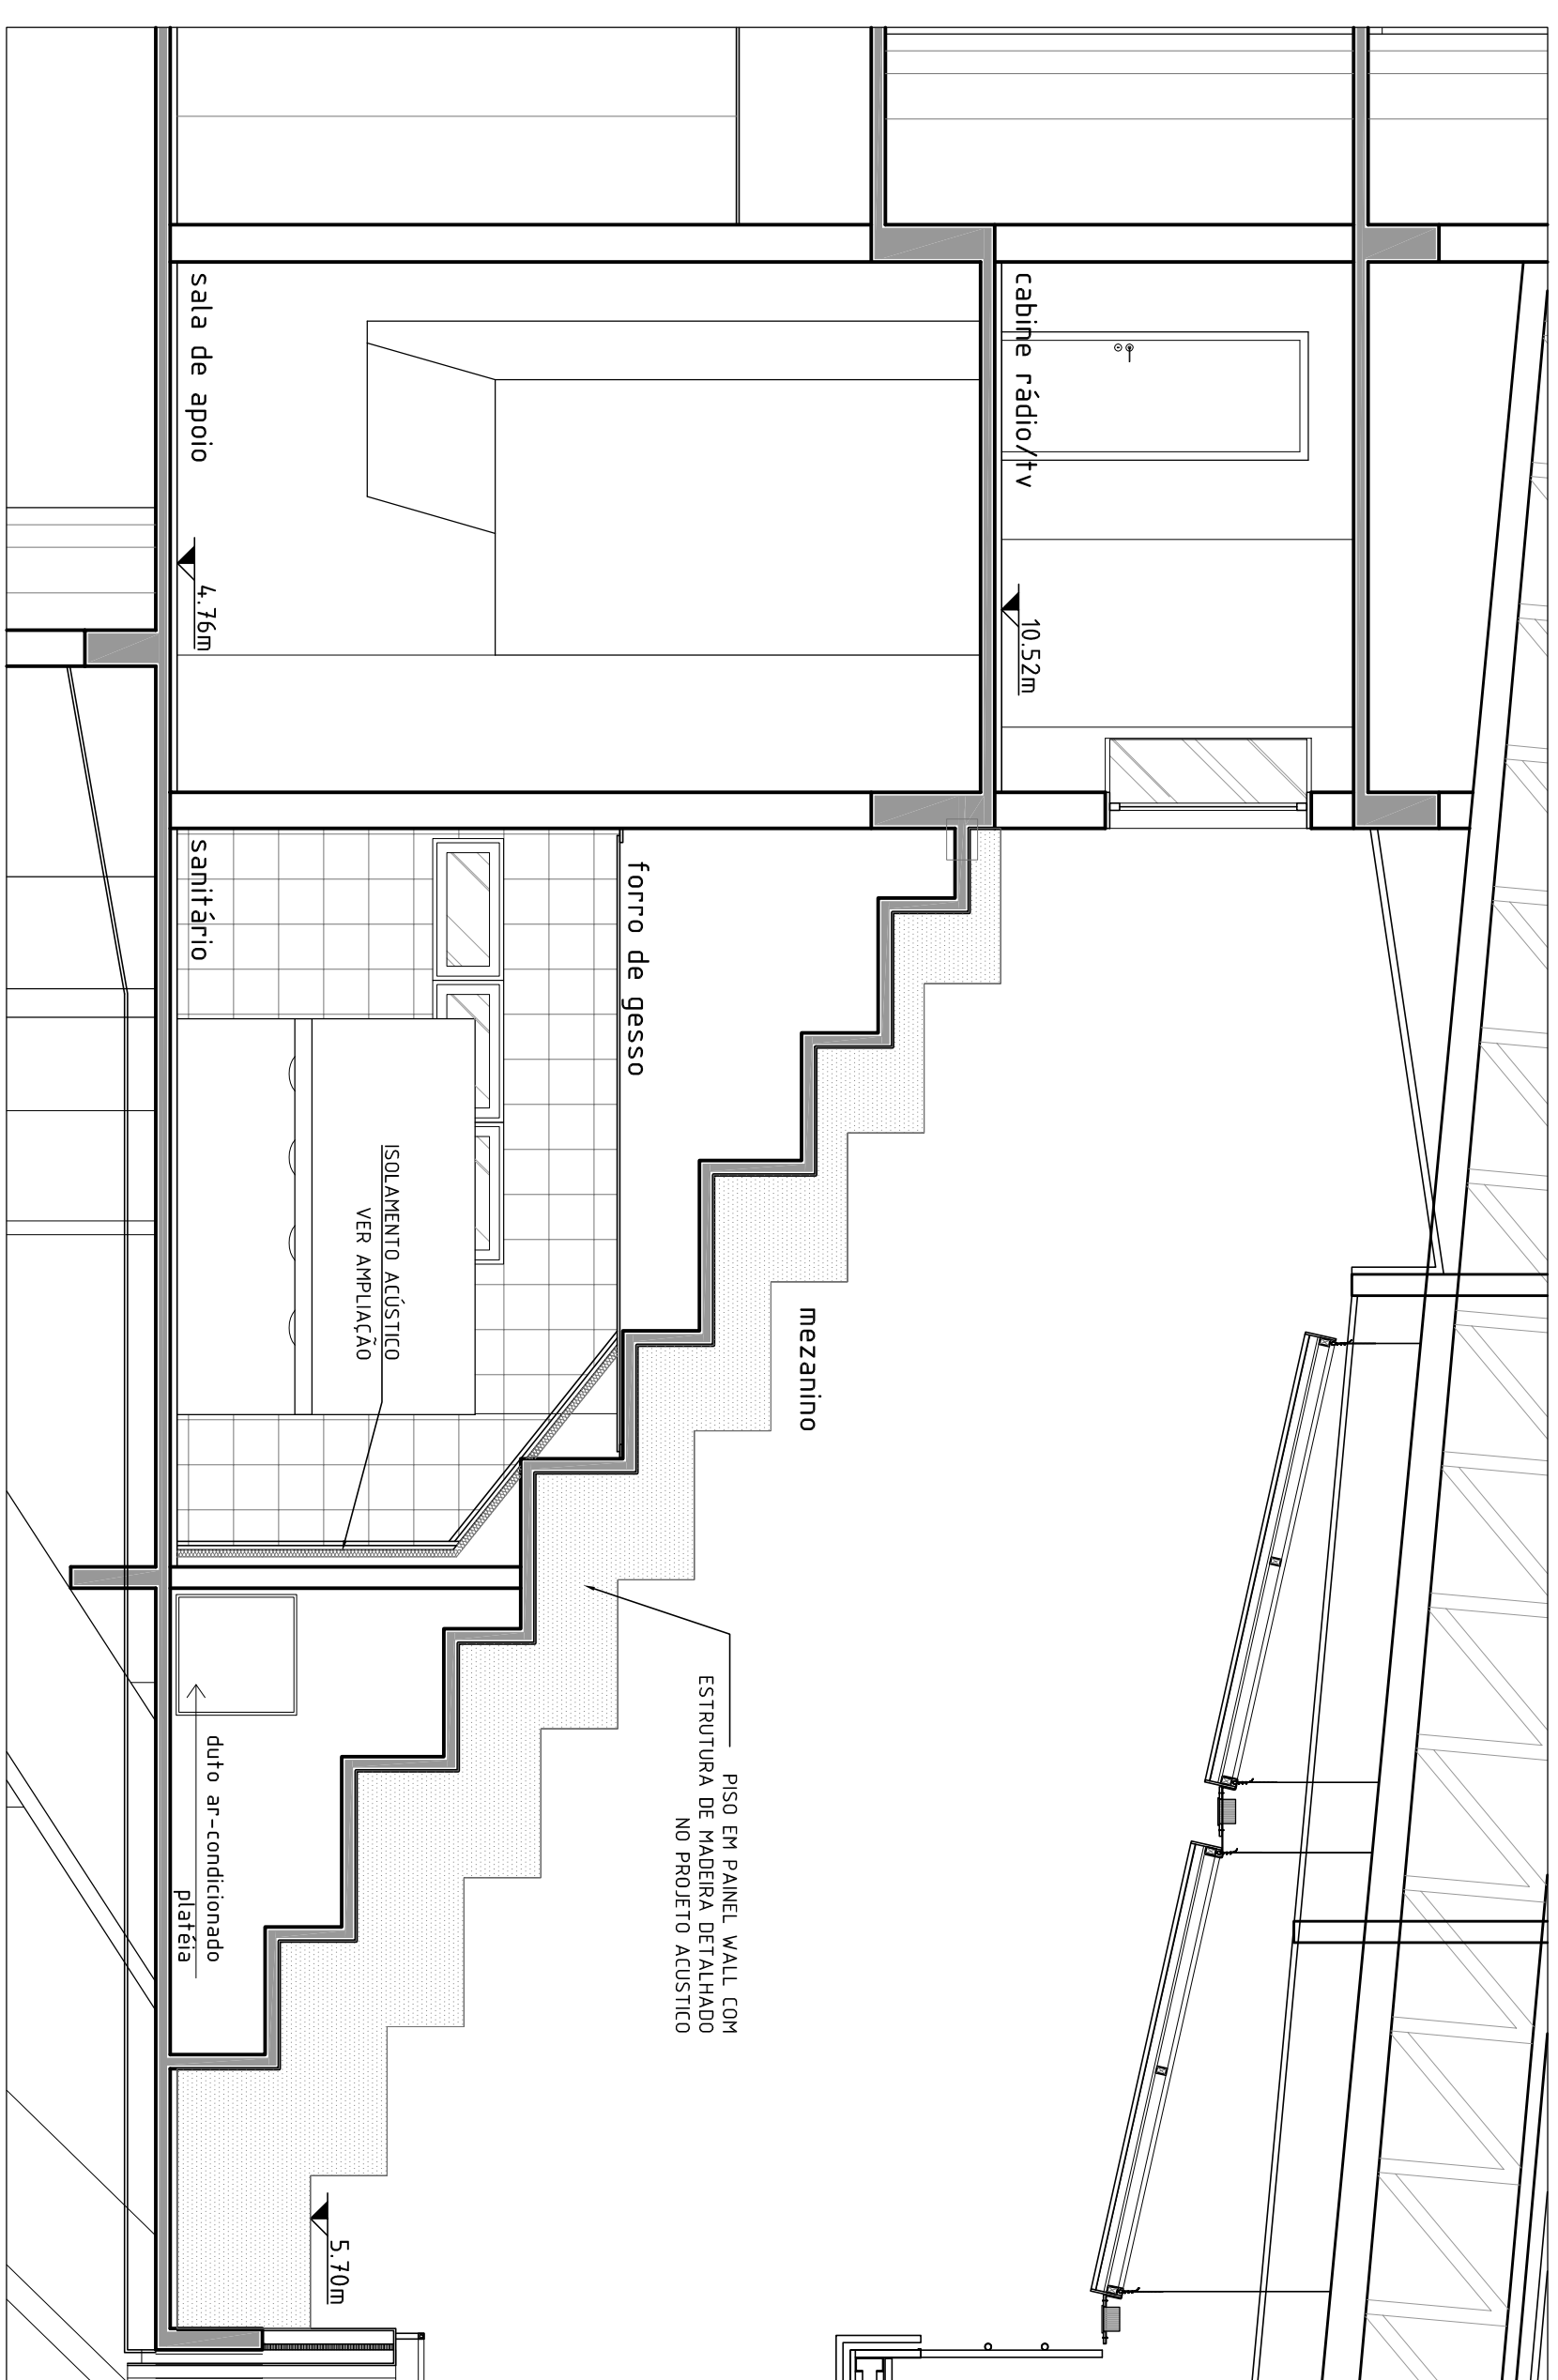 cabine rádio/tv
10.52m
sala de apoio
4.76m
forro de gesso
sanitário
ISOLAMENTO ACÚSTICO
VER AMPLIAÇÃO
mezanino
PISO EM PAINEL WALL COM
ESTRUTURA DE MADEIRA DETALHADO
NO PROJETO ACUSTICO
duto ar-condicionado
platéia
5.70m